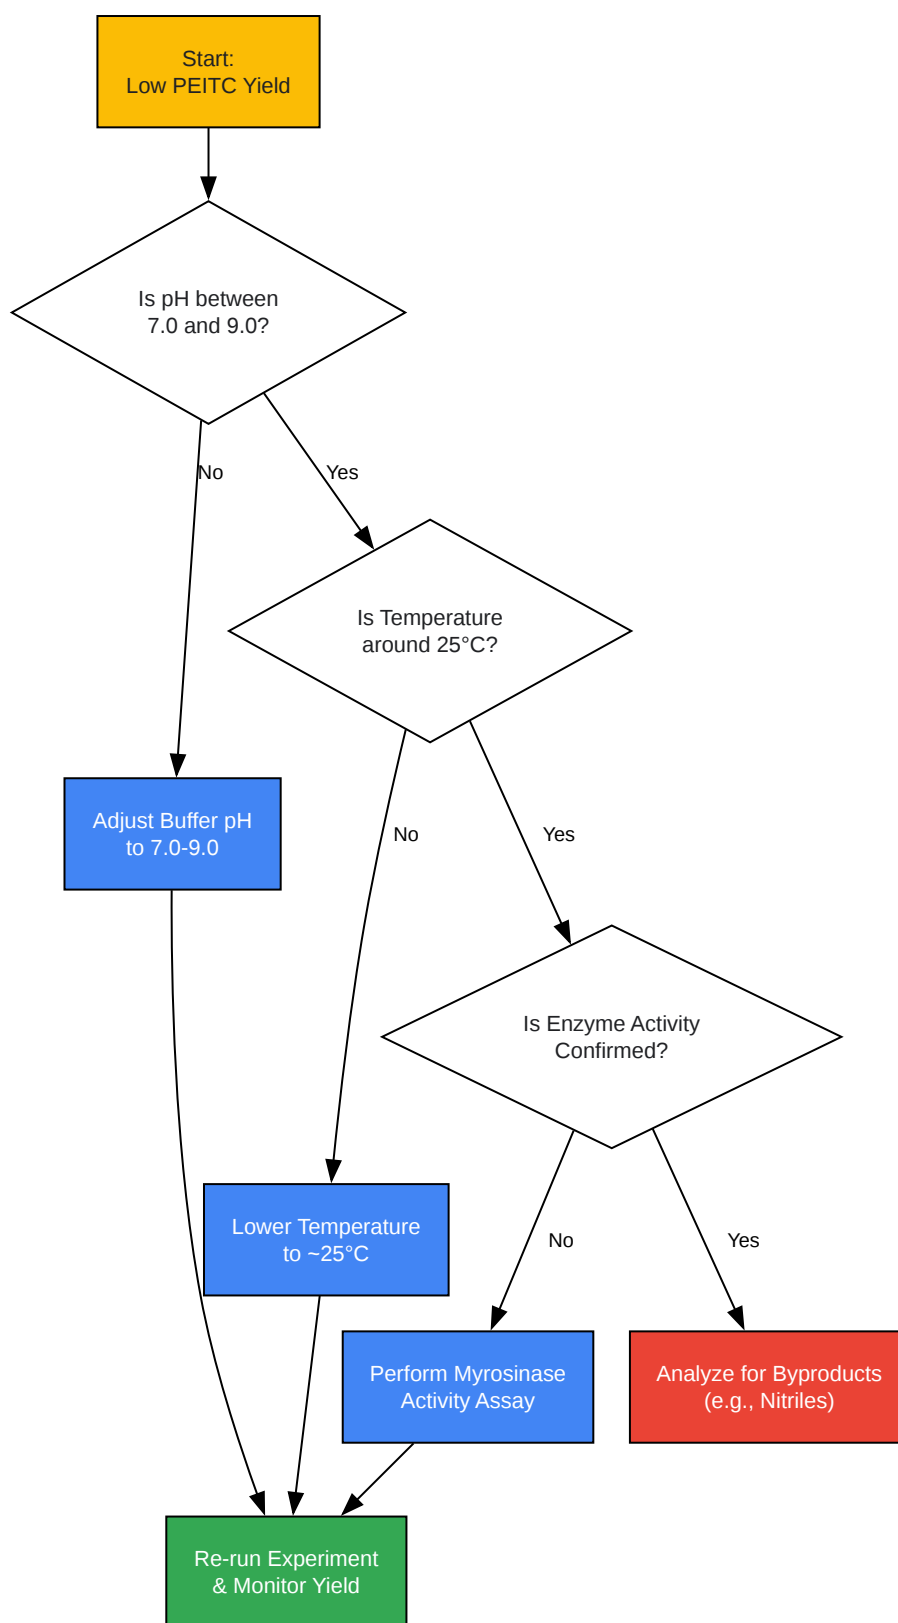 Start:
Low PEITC Yield
Is pH between
7.0 and 9.0?
No
Yes
Is Temperature
around 25°C?
Adjust Buffer pH
to 7.0-9.0
No
Yes
Is Enzyme Activity
Confirmed?
Lower Temperature
to ~25°C
No
Yes
Perform Myrosinase
Activity Assay
Analyze for Byproducts
(e.g., Nitriles)
Re-run Experiment
& Monitor Yield